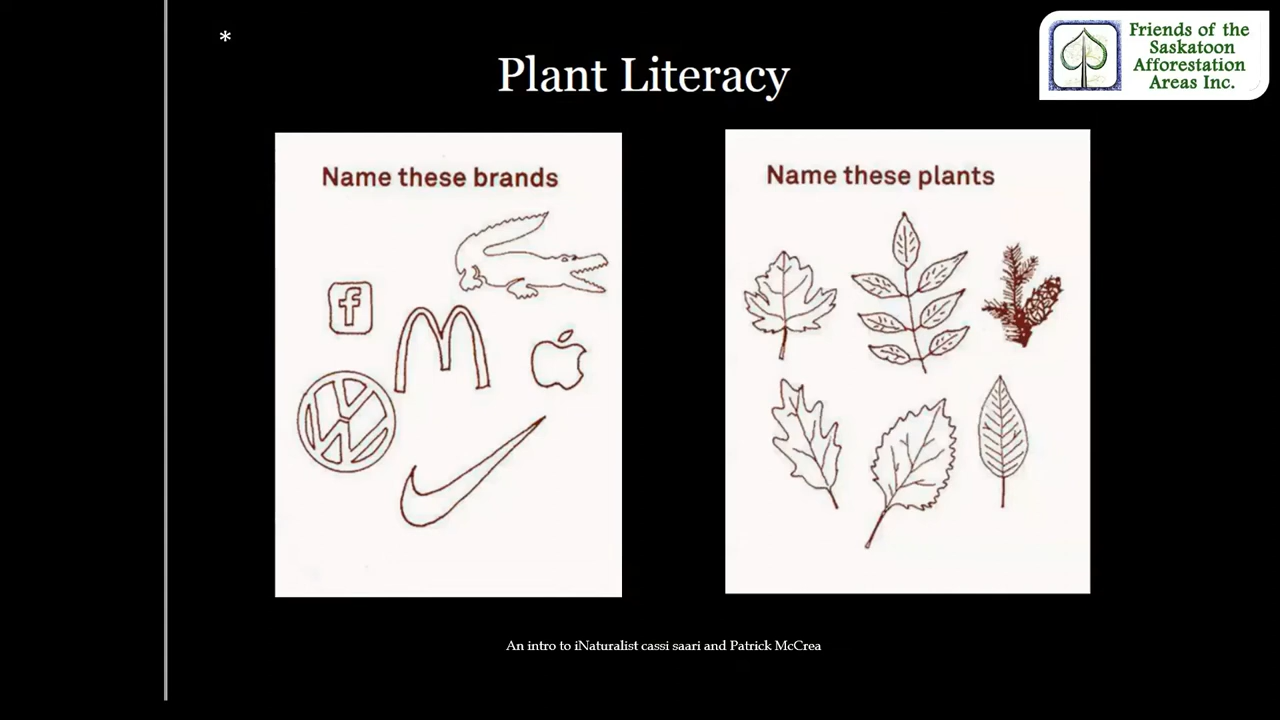 *
Plant Literacy
Friends of the
Saskatoon
Afforestation
Areas Inc.
Name these brands
f
M
VW
Name these plants
An intro to iNaturalist cassi saari and Patrick McCrea